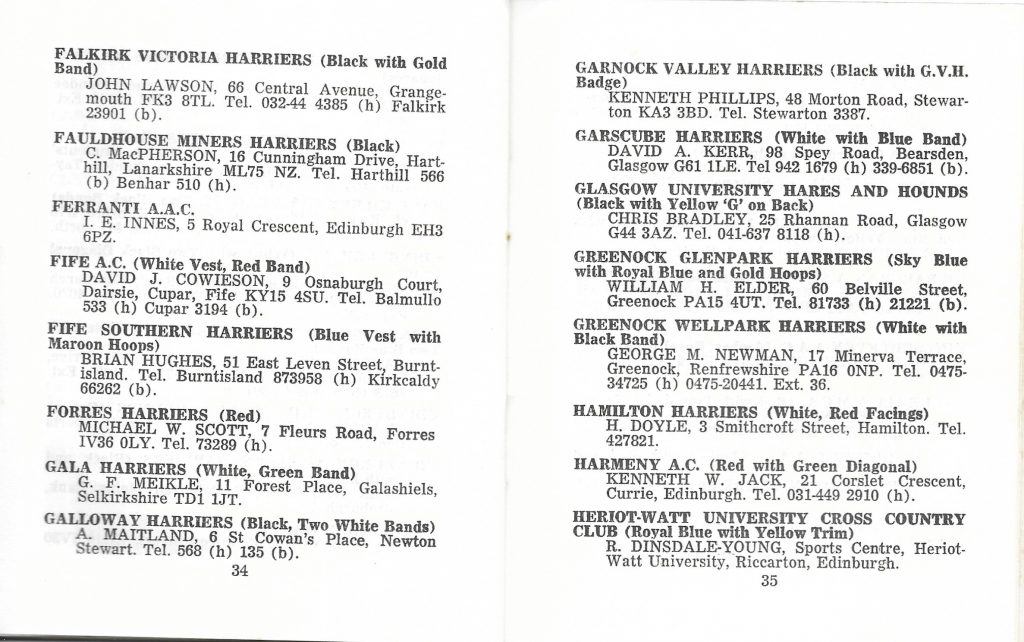 FALKIRK VICTORIA HARRIERS (Black with Gold
Band)
JOHN LAWSON, 66 Central Avenue, Grange-
mouth FK3 8TL. Tel. 032-44 4385 (h) Falkirk
23901 (b).
FAULDHOUSE MINERS HARRIERS (Black)
C. MacPHERSON, 16 Cunningham Drive, Hart-
hill, Lanarkshire ML75 NZ. Tel. Harthill 566
(b) Benhar 510 (h).
FERRANTI A.A.C.
I. E. INNES, 5 Royal Crescent, Edinburgh EH3
6PZ.
FIFE A.C. (White Vest, Red Band)
DAVID J. COWIESON, 9 Osnaburgh Court,
Dairsie, Cupar, Fife KY15 4SU. Tel. Balmullo
533 (h) Cupar 3194 (b).
FIFE SOUTHERN HARRIERS (Blue Vest with
Maroon Hoops)
BRIAN HUGHES, 51 East Leven Street, Burnt-
island. Tel. Burntisland 873958 (h) Kirkcaldy
66262 (b).
FORRES HARRIERS (Red)
MICHAEL W. SCOTT, 7 Fleurs Road, Forres
IV36 0LY. Tel. 73289 (h).
GALA HARRIERS (White, Green Band)
G. F. MEIKLE, 11 Forest Place, Galashiels,
Selkirkshire TD1 1JT.
GALLOWAY HARRIERS (Black, Two White Bands)
A. MAITLAND, 6 St Cowan's Place, Newton
Stewart. Tel. 568 (h) 135 (b).
34
GARNOCK VALLEY HARRIERS (Black with G.V.H.
Badge)
KENNETH PHILLIPS, 48 Morton Road, Stewar-
ton KA3 3BD. Tel. Stewarton 3387.
GARSCUBE HARRIERS (White with Blue Band)
DAVID A. KERR, 98 Spey Road, Bearsden,
Glasgow G61 1LE. Tel 942 1679 (h) 339-6851 (b).
GLASGOW UNIVERSITY HARES AND HOUNDS
(Black with Yellow 'G' on Back)
CHRIS BRADLEY, 25 Rhannan Road, Glasgow
G44 3AZ. Tel. 041-637 8118 (h).
GREENOCK GLENPARK HARRIERS (Sky Blue
with Royal Blue and Gold Hoops)
WILLIAM H. ELDER, 60 Belville Street,
Greenock PA15 4UT. Tel. 81733 (h) 21221 (b).
GREENOCK WELLPARK HARRIERS (White with
Black Band)
GEORGE M. NEWMAN, 17 Minerva Terrace,
Greenock, Renfrewshire PA16 0NP. Tel. 0475-
34725 (h) 0475-20441. Ext. 36.
HAMILTON HARRIERS (White, Red Facings)
H. DOYLE, 3 Smithcroft Street, Hamilton. Tel.
427821.
HARMENY A.C. (Red with Green Diagonal)
KENNETH W. JACK, 21 Corslet Crescent,
Currie, Edinburgh. Tel. 031-449 2910 (h).
HERIOT-WATT UNIVERSITY CROSS COUNTRY
CLUB (Royal Blue with Yellow Trim)
R. DINSDALE-YOUNG, Sports Centre, Heriot-
Watt University, Riccarton, Edinburgh.
35